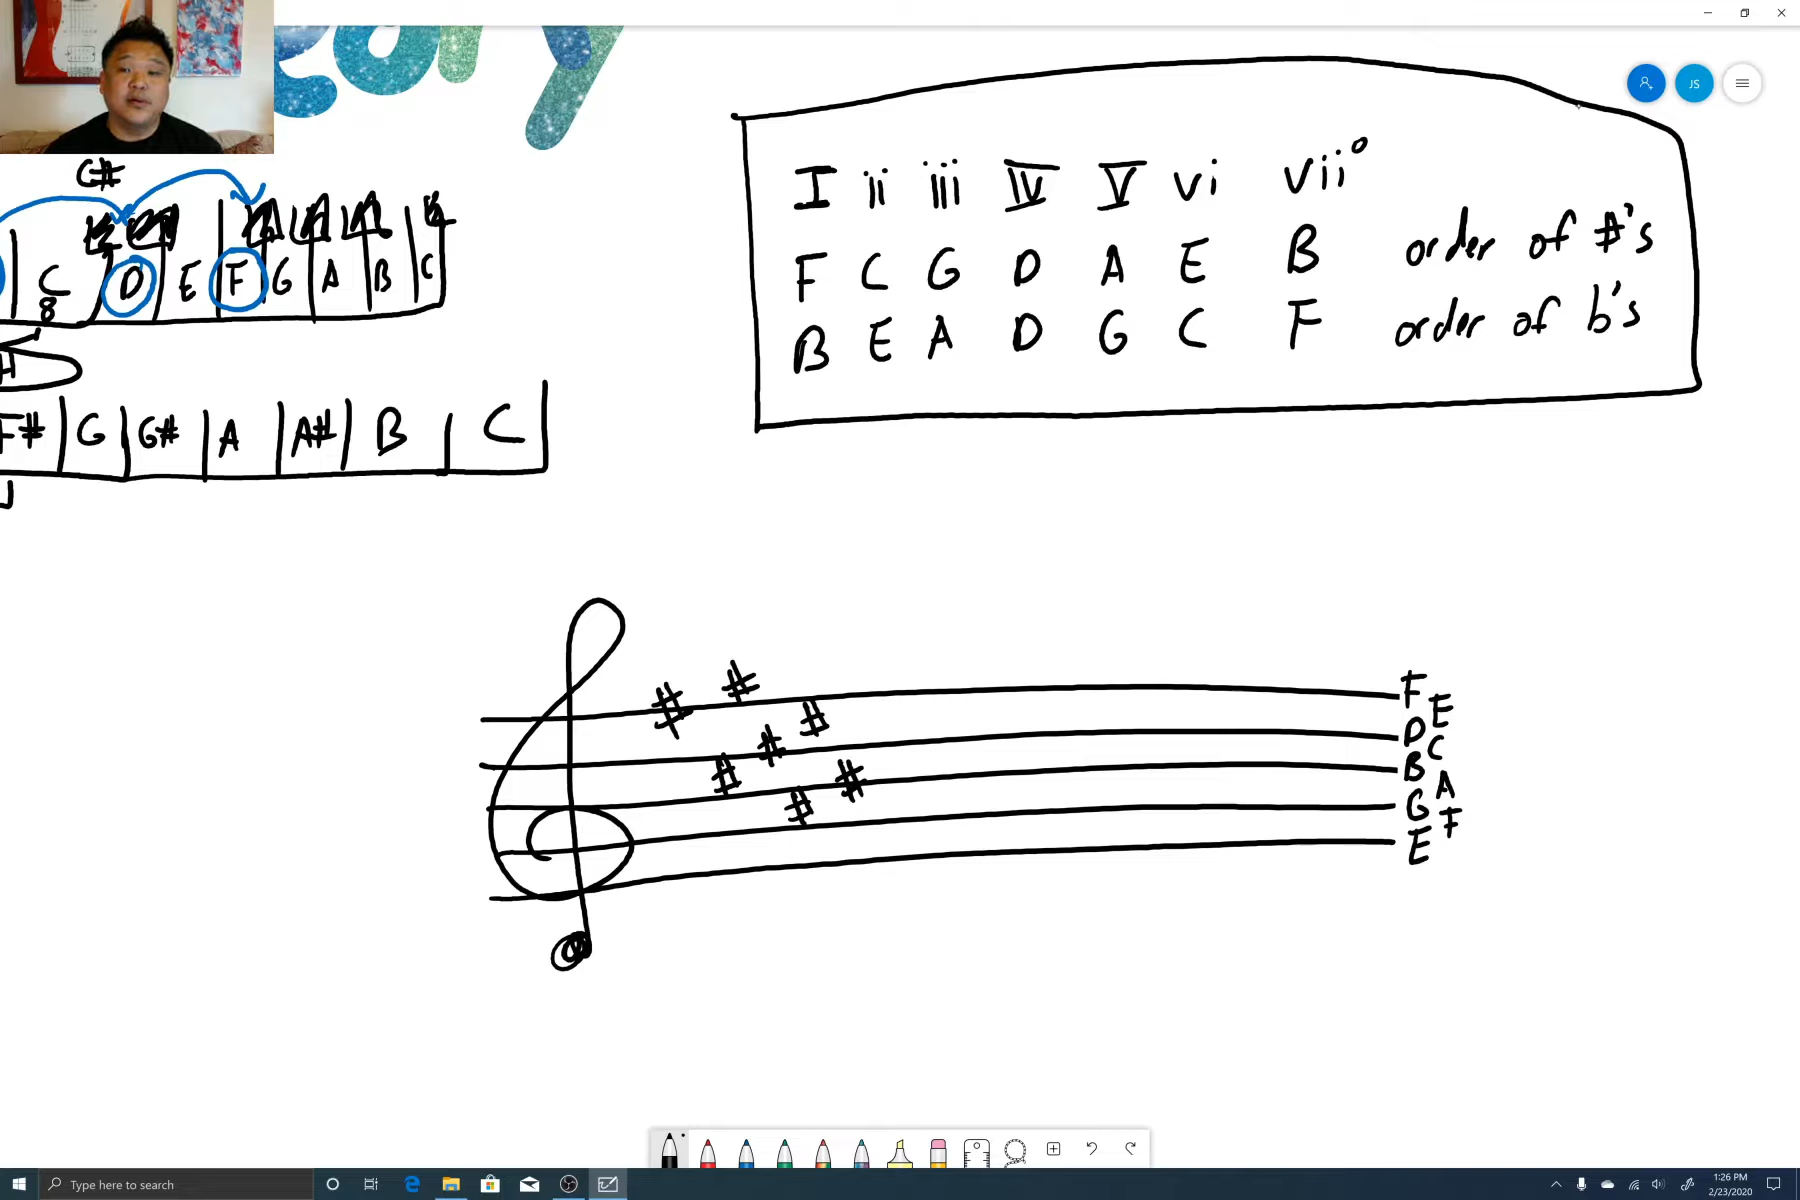 JS
C#
I ii iii IV V vi vii°
F C G D A E B order of #'s
B E A D G C F order of b's
C D E F G A B C
8
F# G G# A A# B C
F
E
D
C
B
A
G
F
E
Type here to search
1:26 PM
2/23/2020